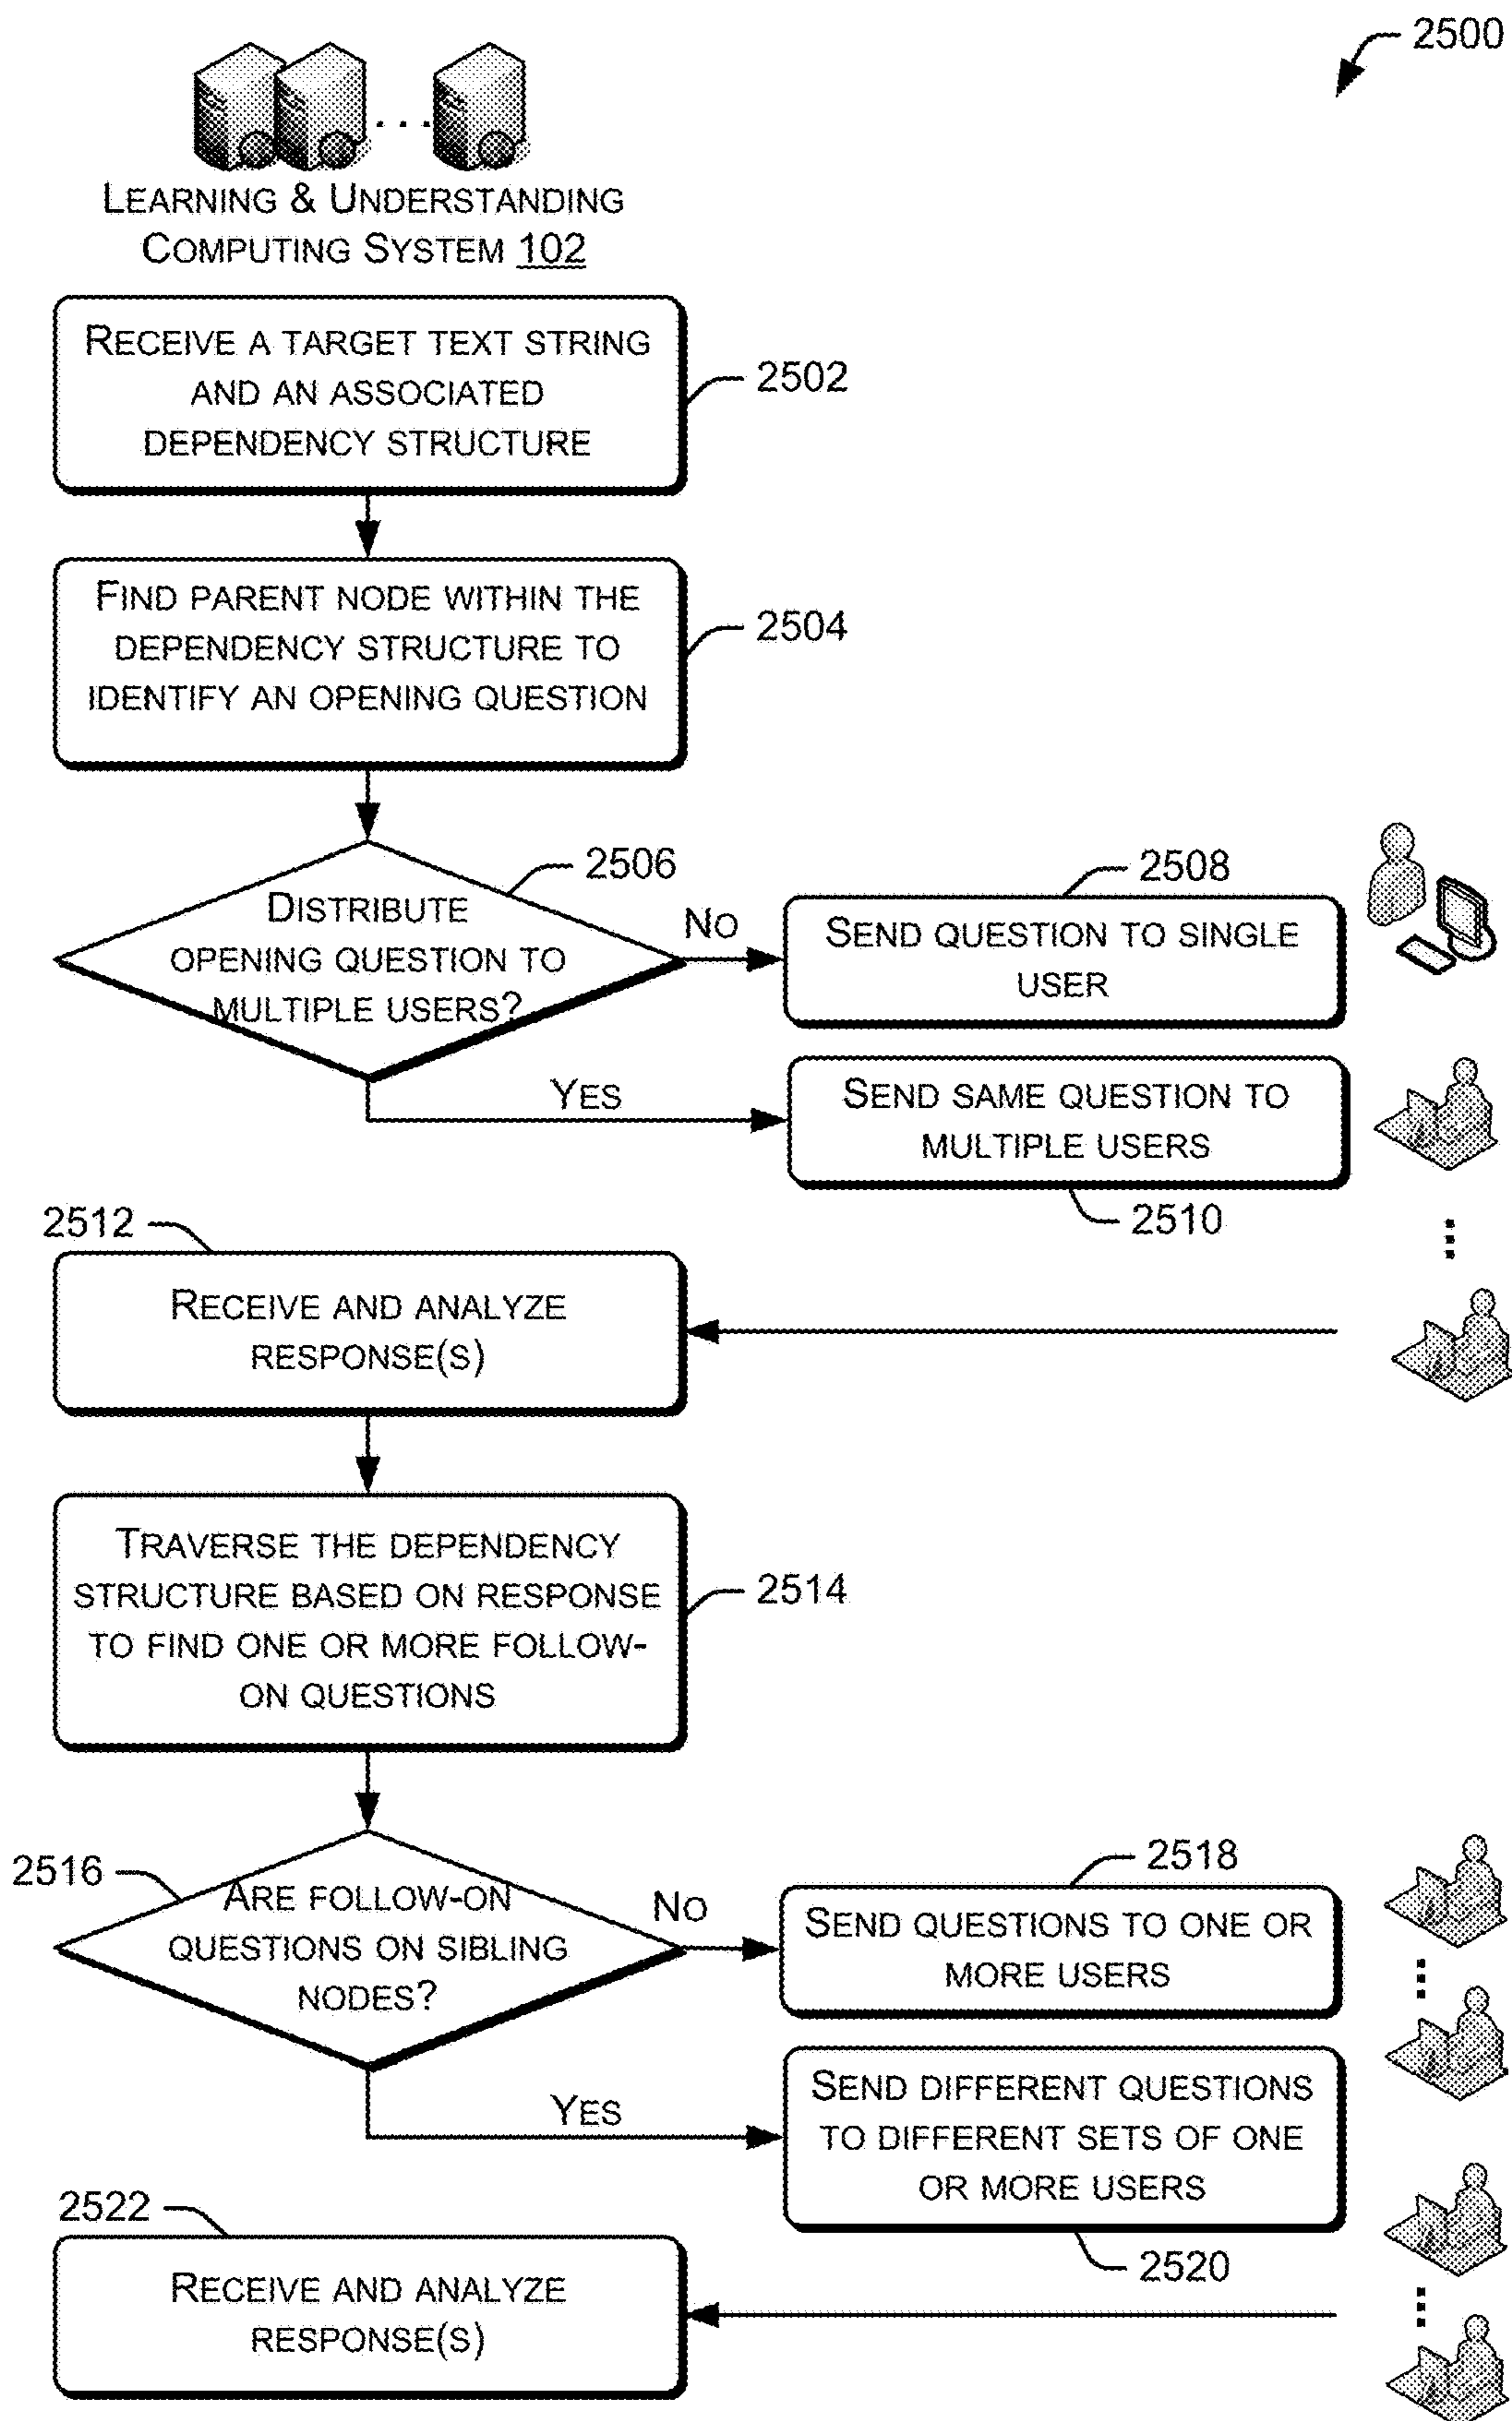 2500
LEARNING & UNDERSTANDING
COMPUTING SYSTEM 102
RECEIVE A TARGET TEXT STRING
AND AN ASSOCIATED
DEPENDENCY STRUCTURE
2502
FIND PARENT NODE WITHIN THE
DEPENDENCY STRUCTURE TO
IDENTIFY AN OPENING QUESTION
2504
2506
DISTRIBUTE
OPENING QUESTION TO
MULTIPLE USERS?
NO
2508
SEND QUESTION TO SINGLE
USER
YES
SEND SAME QUESTION TO
MULTIPLE USERS
2510
2512
RECEIVE AND ANALYZE
RESPONSE(S)
TRAVERSE THE DEPENDENCY
STRUCTURE BASED ON RESPONSE
TO FIND ONE OR MORE FOLLOW-
ON QUESTIONS
2514
2516
ARE FOLLOW-ON
QUESTIONS ON SIBLING
NODES?
NO
2518
SEND QUESTIONS TO ONE OR
MORE USERS
YES
SEND DIFFERENT QUESTIONS
TO DIFFERENT SETS OF ONE
OR MORE USERS
2520
2522
RECEIVE AND ANALYZE
RESPONSE(S)